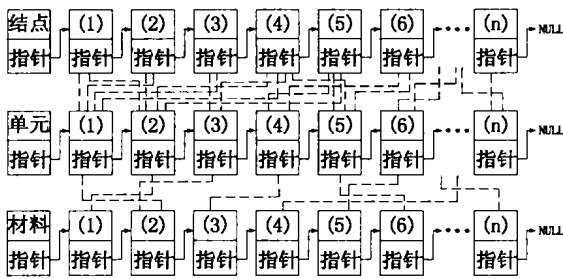 结点 (1) (2) (3) (4) (5) (6) (n)
指针 指针 指针 指针 指针 指针 指针 ••• 指针 NULL
单元 (1) (2) (3) (4) (5) (6) (n)
指针 指针 指针 指针 指针 指针 指针 ••• 指针 NULL
材料 (1) (2) (3) (4) (5) (6) (n)
指针 指针 指针 指针 指针 指针 指针 ••• 指针 NULL